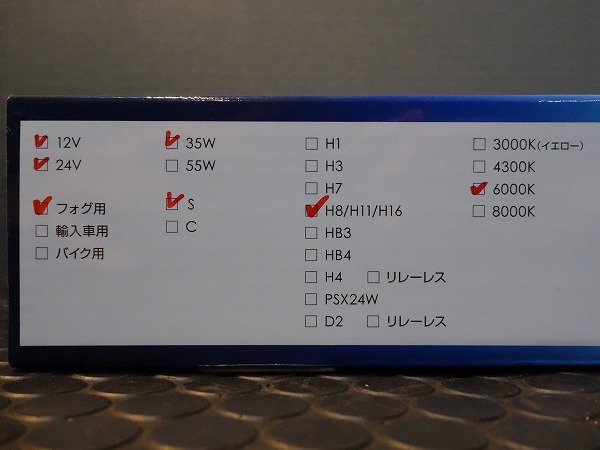 12V
24V
フォグ用
輸入車用
バイク用
35W
55W
S
C
H1
H3
H7
H8/H11/H16
HB3
HB4
H4 リレーレス
PSX24W
D2 リレーレス
3000K(イエロー)
4300K
6000K
8000K